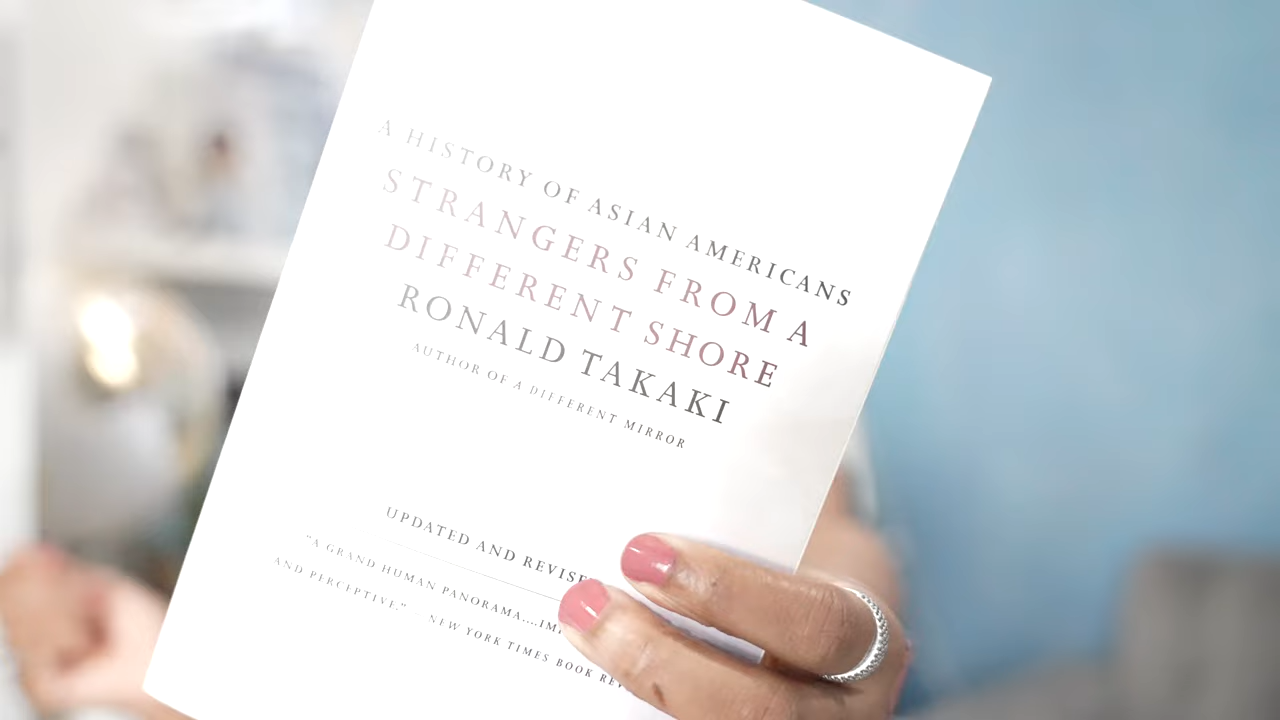 A HISTORY OF ASIAN AMERICANS
STRANGERS FROM A
DIFFERENT SHORE
RONALD TAKAKI
AUTHOR OF A DIFFERENT MIRROR
UPDATED AND
"A GRAND HUMAN PANORAMA....
AND PERCEPTIVE." —NEW YORK TIMES BOOK